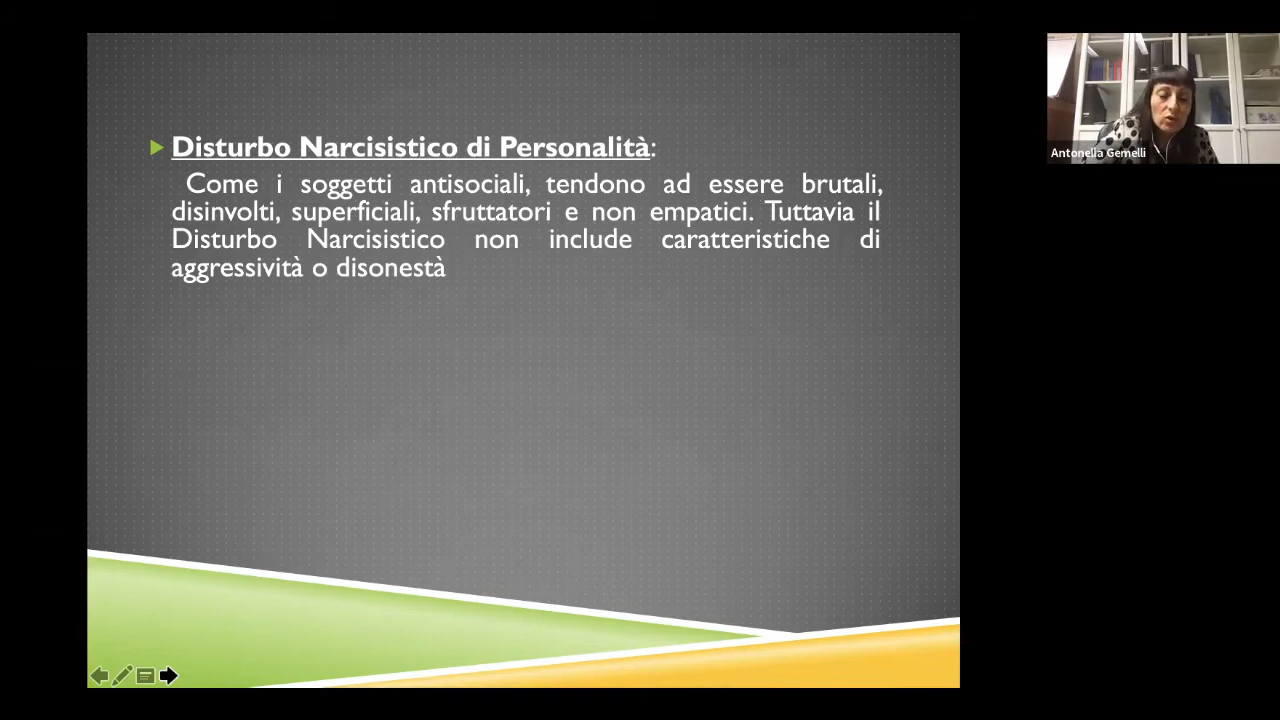 Disturbo Narcisistico di Personalità:
Come i soggetti antisociali, tendono ad essere brutali,
disinvolti, superficiali, sfruttatori e non empatici. Tuttavia il
Disturbo Narcisistico non include caratteristiche di
aggressività o disonestà
Antonella Gemelli